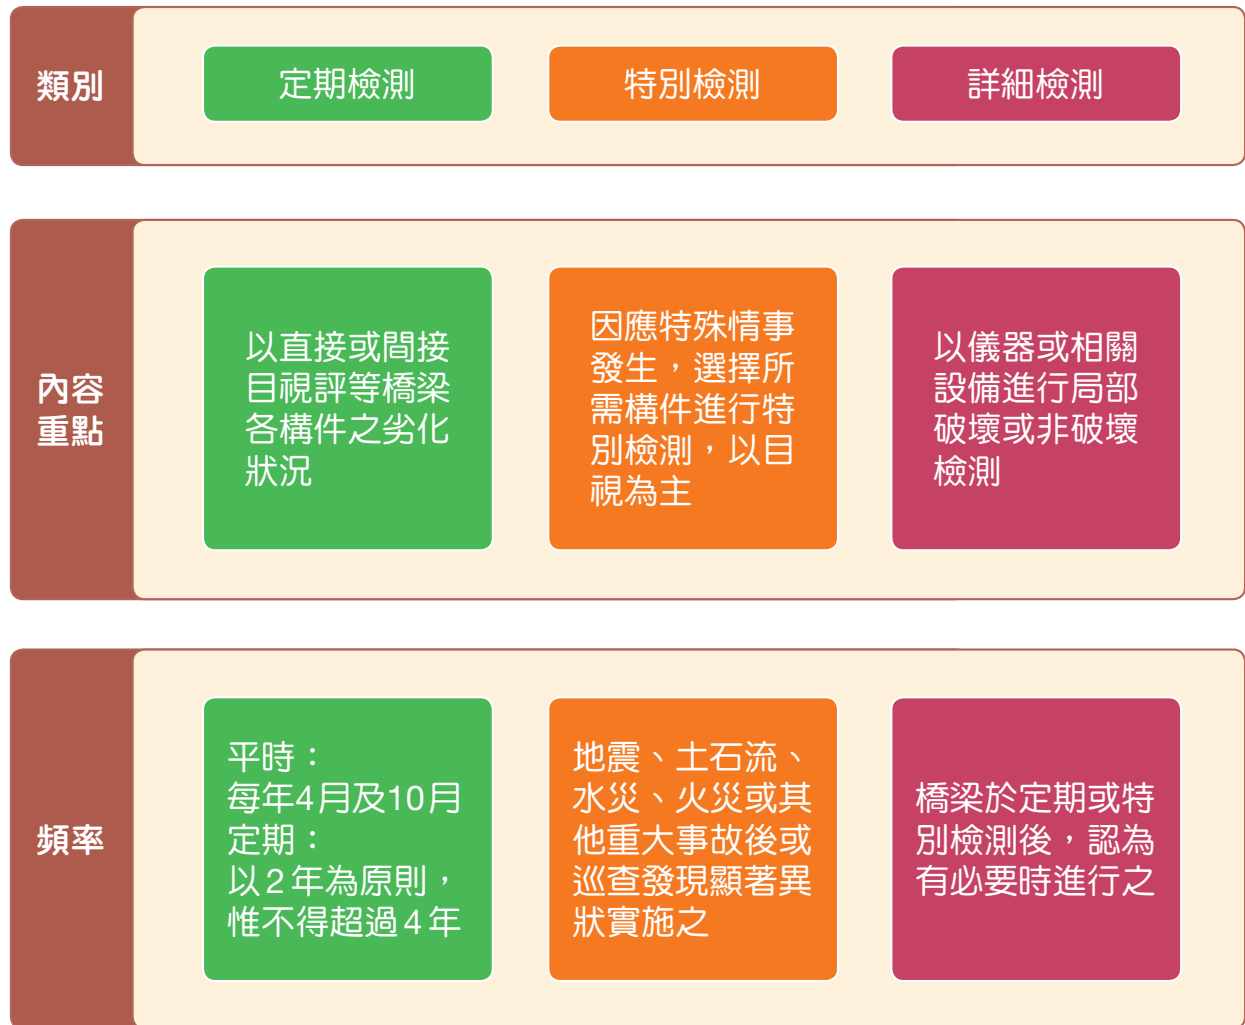 類別
定期檢測
特別檢測
詳細檢測
內容
重點
以直接或間接
目視評等橋梁
各構件之劣化
狀況
因應特殊情事
發生，選擇所
需構件進行特
別檢測，以目
視為主
以儀器或相關
設備進行局部
破壞或非破壞
檢測
頻率
平時：
每年4月及10月
定期：
以2年為原則，
惟不得超過4年
地震、土石流、
水災、火災或其
他重大事故後或
巡查發現顯著異
狀實施之
橋梁於定期或特
別檢測後，認為
有必要時進行之